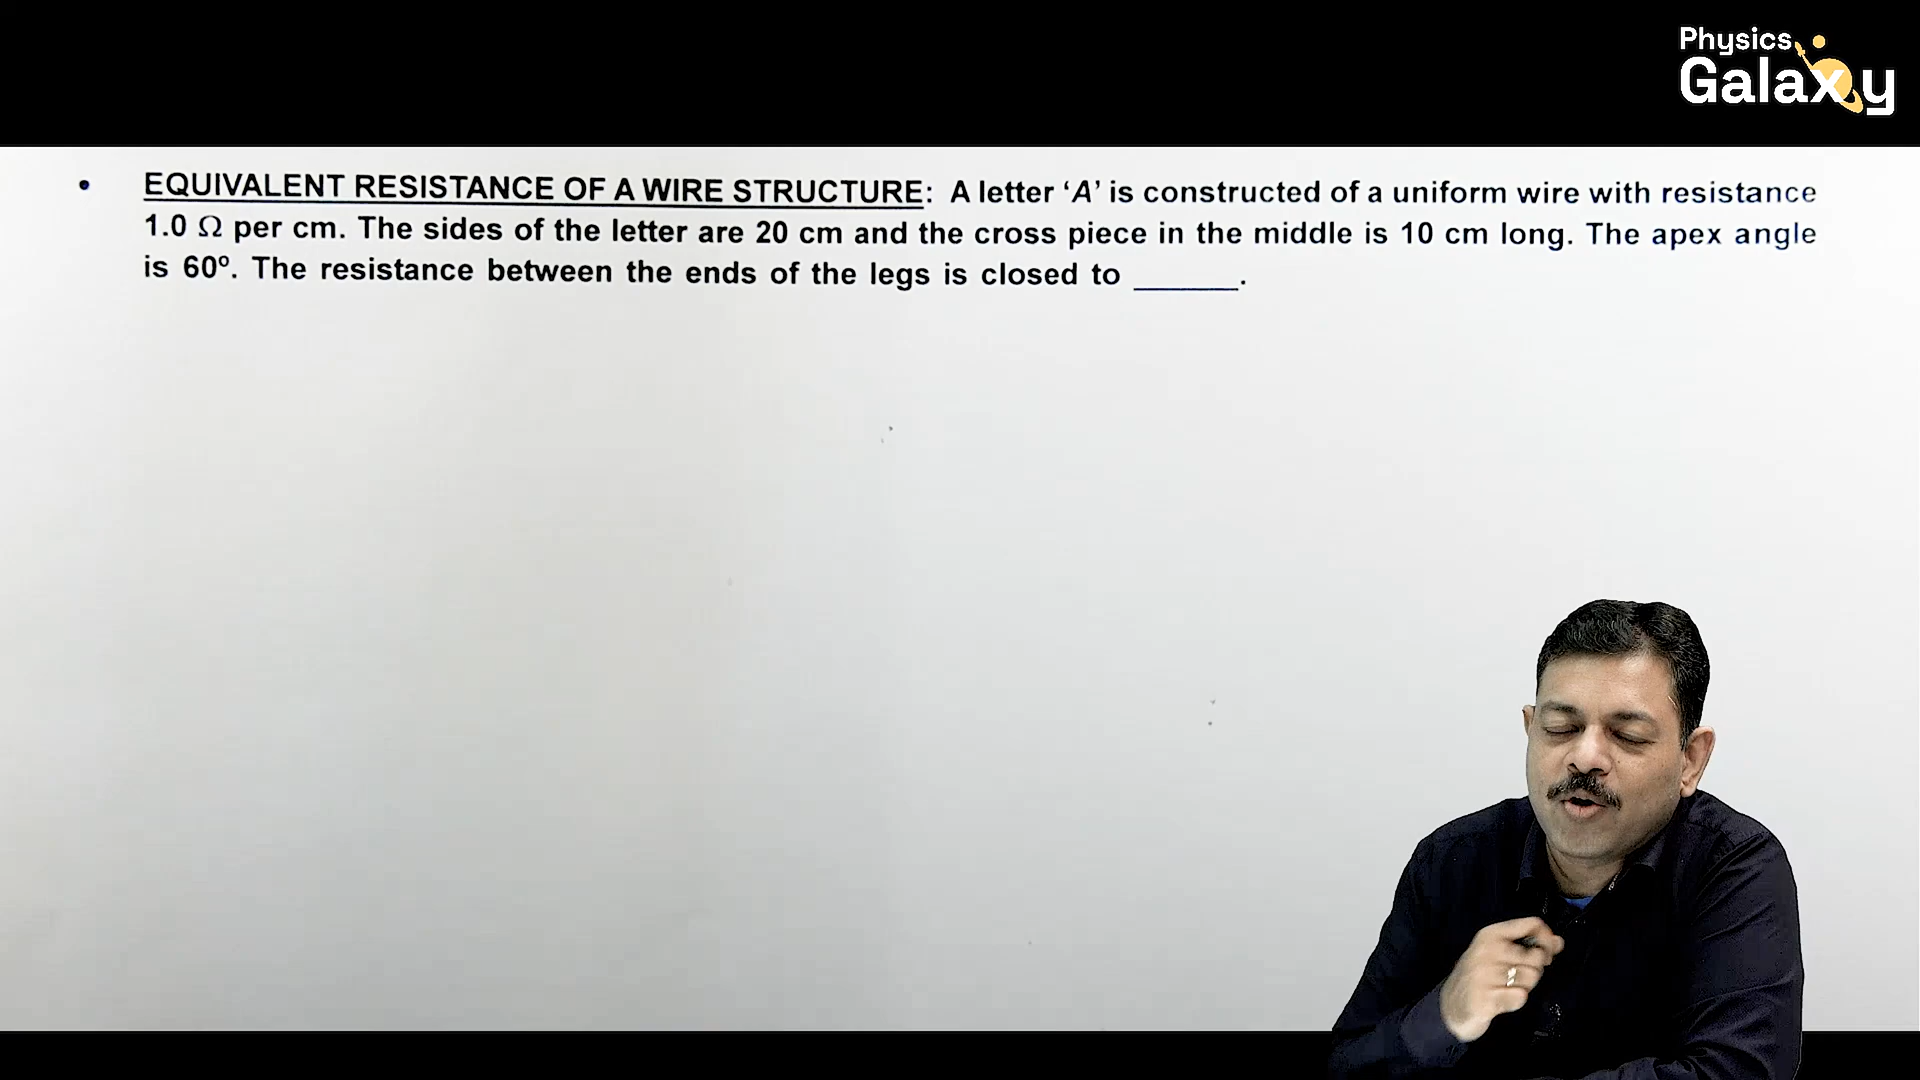 Physics
Galaxy
• EQUIVALENT RESISTANCE OF A WIRE STRUCTURE: A letter ‘A’ is constructed of a uniform wire with resistance
1.0 Ω per cm. The sides of the letter are 20 cm and the cross piece in the middle is 10 cm long. The apex angle
is 60º. The resistance between the ends of the legs is closed to ______.